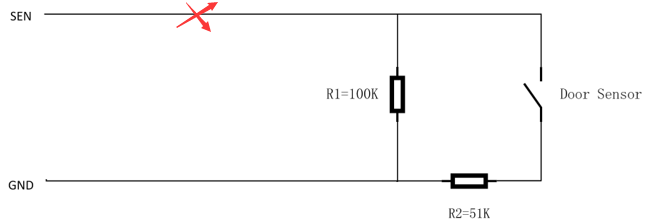 SEN
R1=100K
Door Sensor
GND
R2=51K